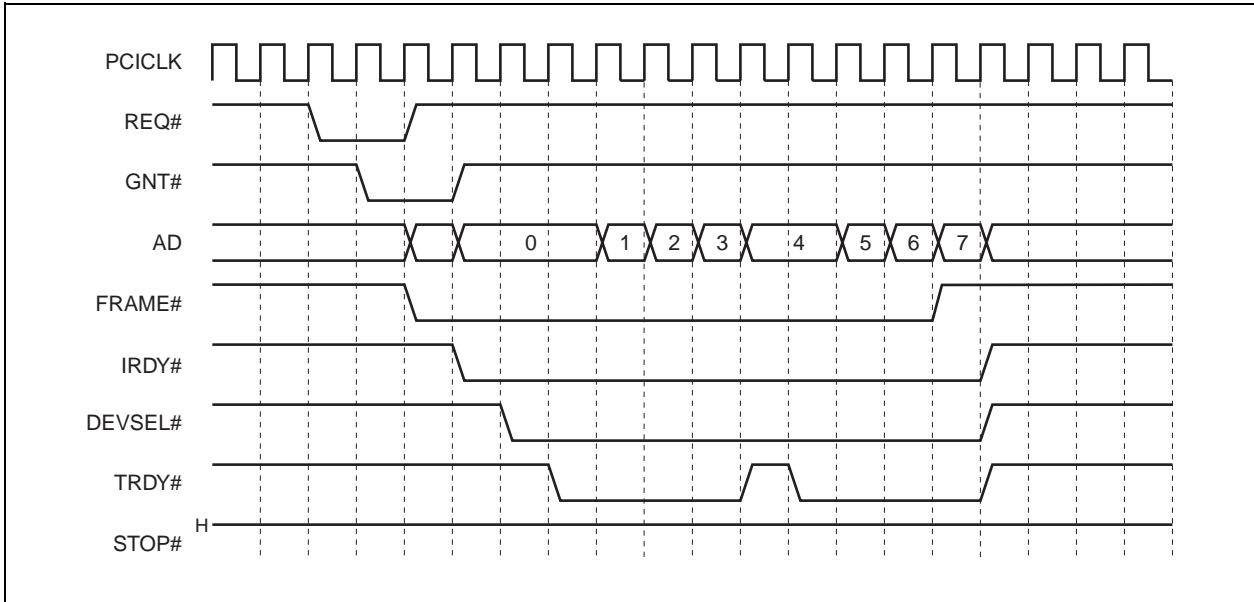 PCICLK
REQ#
GNT#
AD 0 1 2 3 4 5 6 7
FRAME#
IRDY#
DEVSEL#
TRDY#
H
STOP#